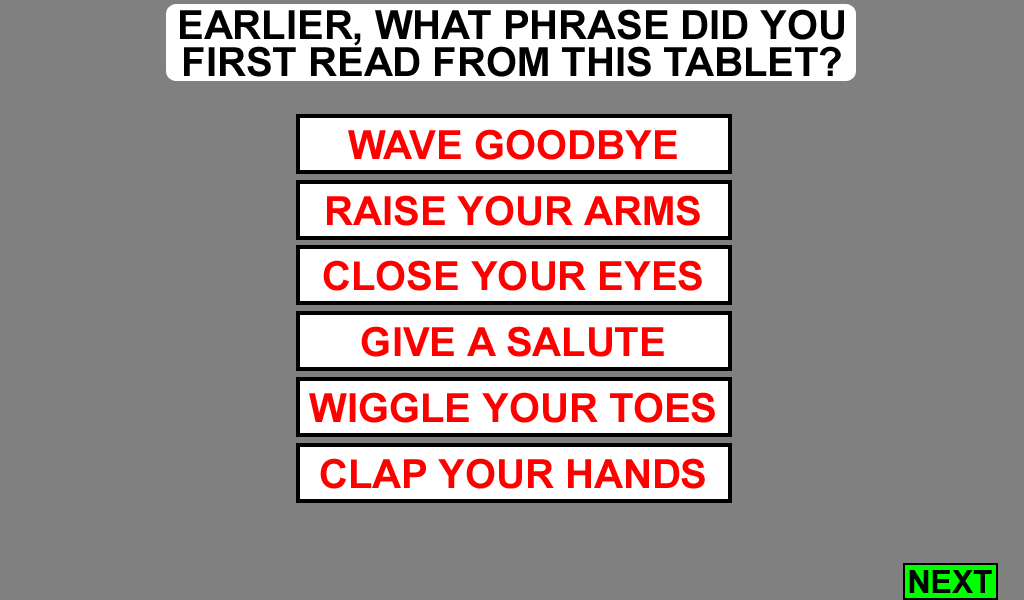 EARLIER, WHAT PHRASE DID YOU
FIRST READ FROM THIS TABLET?
WAVE GOODBYE
RAISE YOUR ARMS
CLOSE YOUR EYES
GIVE A SALUTE
WIGGLE YOUR TOES
CLAP YOUR HANDS
NEXT